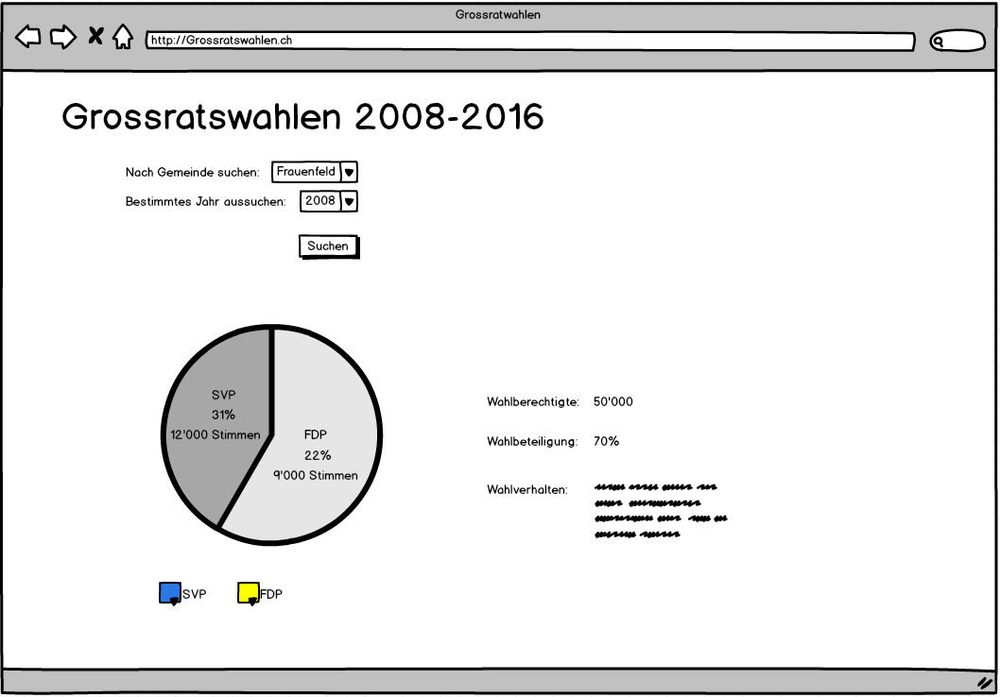 Grossratwahlen
http://Grossratswahlen.ch
Grossratswahlen 2008-2016
Nach Gemeinde suchen: Frauenfeld
Bestimmtes Jahr aussuchen: 2008
Suchen
SVP
31%
12'000 Stimmen
FDP
22%
9'000 Stimmen
Wahlberechtigte: 50'000
Wahlbeteiligung: 70%
Wahlverhalten:
SVP FDP